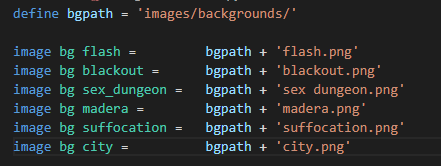 define bgpath = 'images/backgrounds/'
image bg flash = bgpath + 'flash.png'
image bg blackout = bgpath + 'blackout.png'
image bg sex_dungeon = bgpath + 'sex dungeon.png'
image bg madera = bgpath + 'madera.png'
image bg suffocation = bgpath + 'suffocation.png'
image bg city = bgpath + 'city.png'